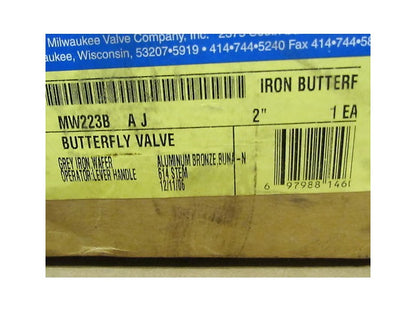 Milwaukee Valve Company, Inc.
aukee, Wisconsin, 53207-5919 • 414-744-5240 Fax 414-744-5
IRON BUTTERF
MW223B A J 2" 1 EA
BUTTERFLY VALVE
GREY IRON, WAFER ALUMINUM BRONZE, BUNA-N
OPERATOR: LEVER HANDLE 614 STEM
12/11/06
6 97988 146